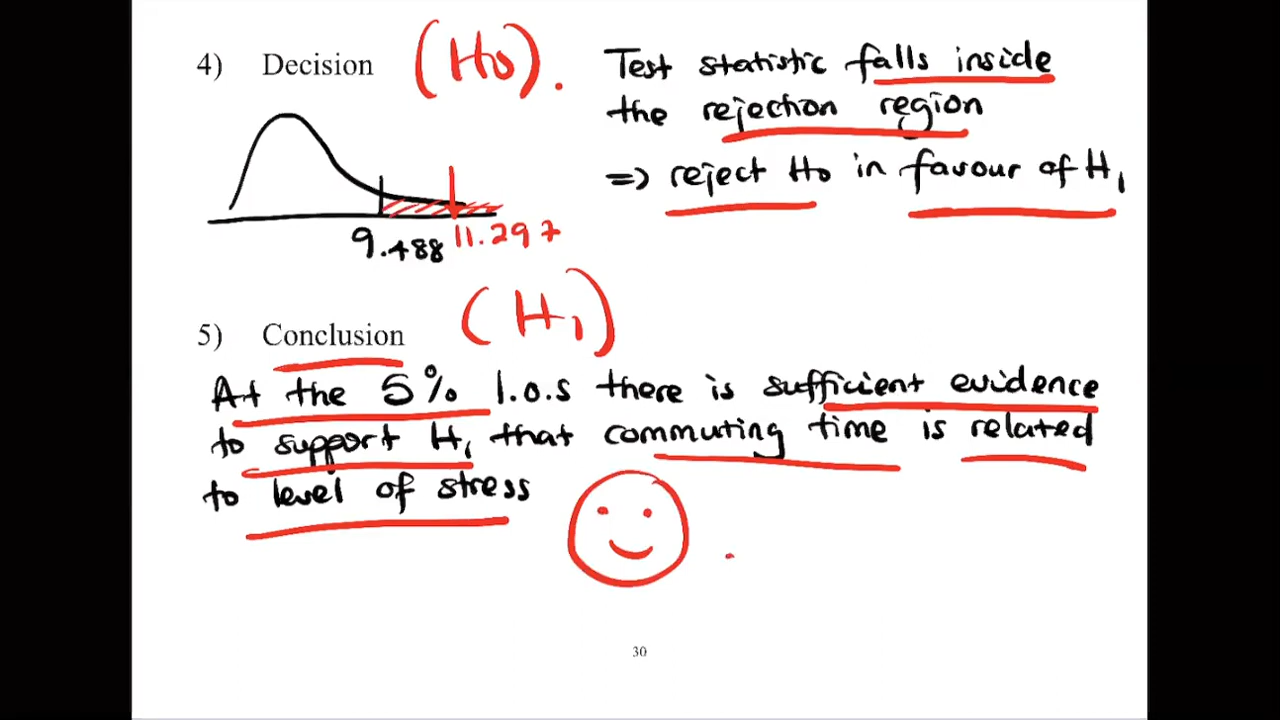 4) Decision (H0).
Test statistic falls inside
the rejection region
=> reject H0 in favour of H1
9.488 11.297
5) Conclusion (H1)
At the 5% l.o.s there is sufficient evidence
to support H1 that commuting time is related
to level of stress
30